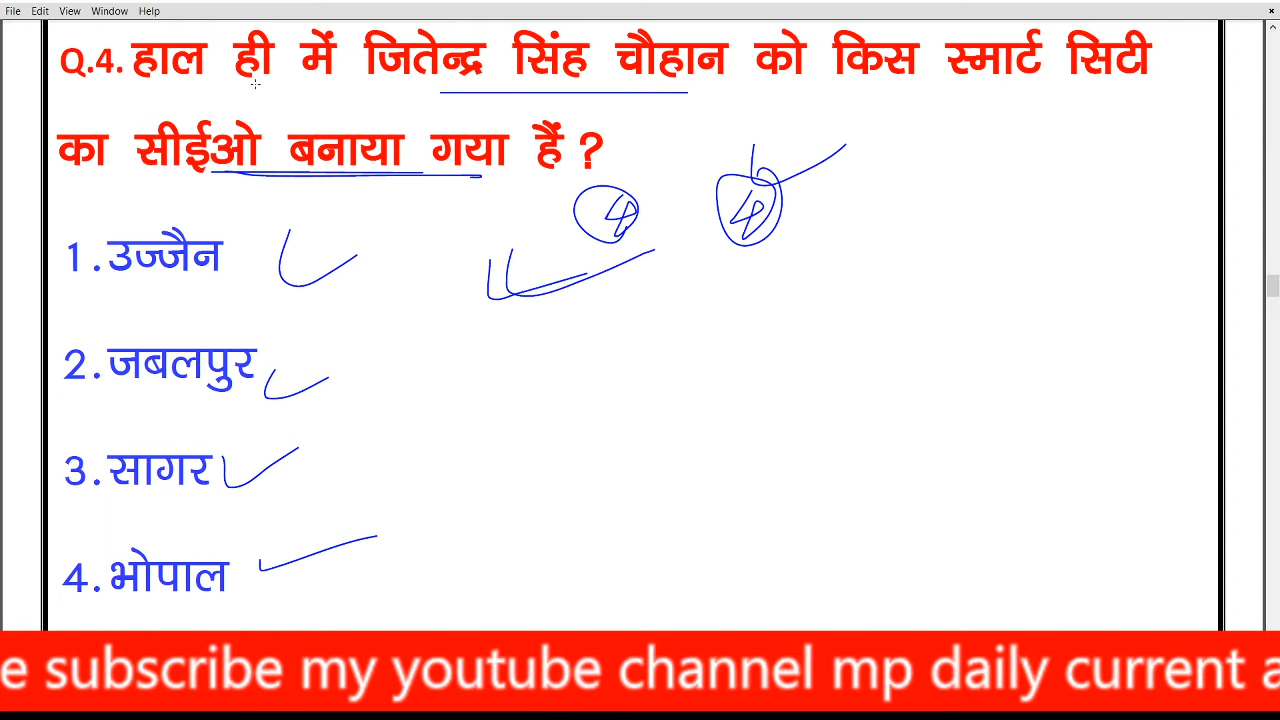 File Edit View Window Help
Q.4. हाल ही में जितेन्द्र सिंह चौहान को किस स्मार्ट सिटी
का सीईओ बनाया गया हैं ?
1. उज्जैन
2. जबलपुर
3. सागर
4. भोपाल
e subscribe my youtube channel mp daily current a